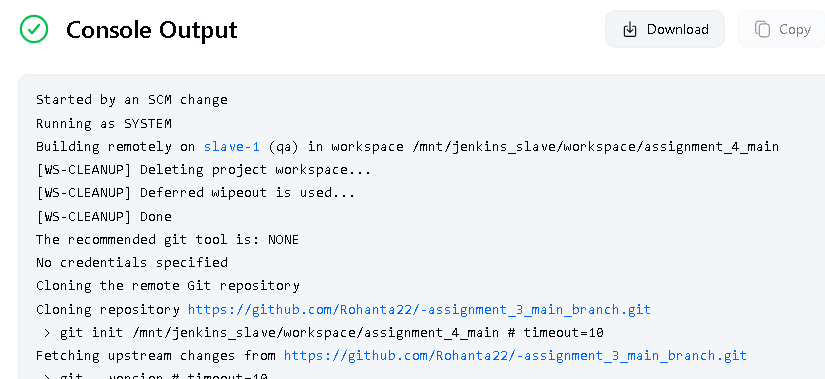 Console Output
Download
Copy
Started by an SCM change
Running as SYSTEM
Building remotely on slave-1 (qa) in workspace /mnt/jenkins_slave/workspace/assignment_4_main
[WS-CLEANUP] Deleting project workspace...
[WS-CLEANUP] Deferred wipeout is used...
[WS-CLEANUP] Done
The recommended git tool is: NONE
No credentials specified
Cloning the remote Git repository
Cloning repository https://github.com/Rohanta22/-assignment_3_main_branch.git
> git init /mnt/jenkins_slave/workspace/assignment_4_main # timeout=10
Fetching upstream changes from https://github.com/Rohanta22/-assignment_3_main_branch.git
> git --version # timeout=10